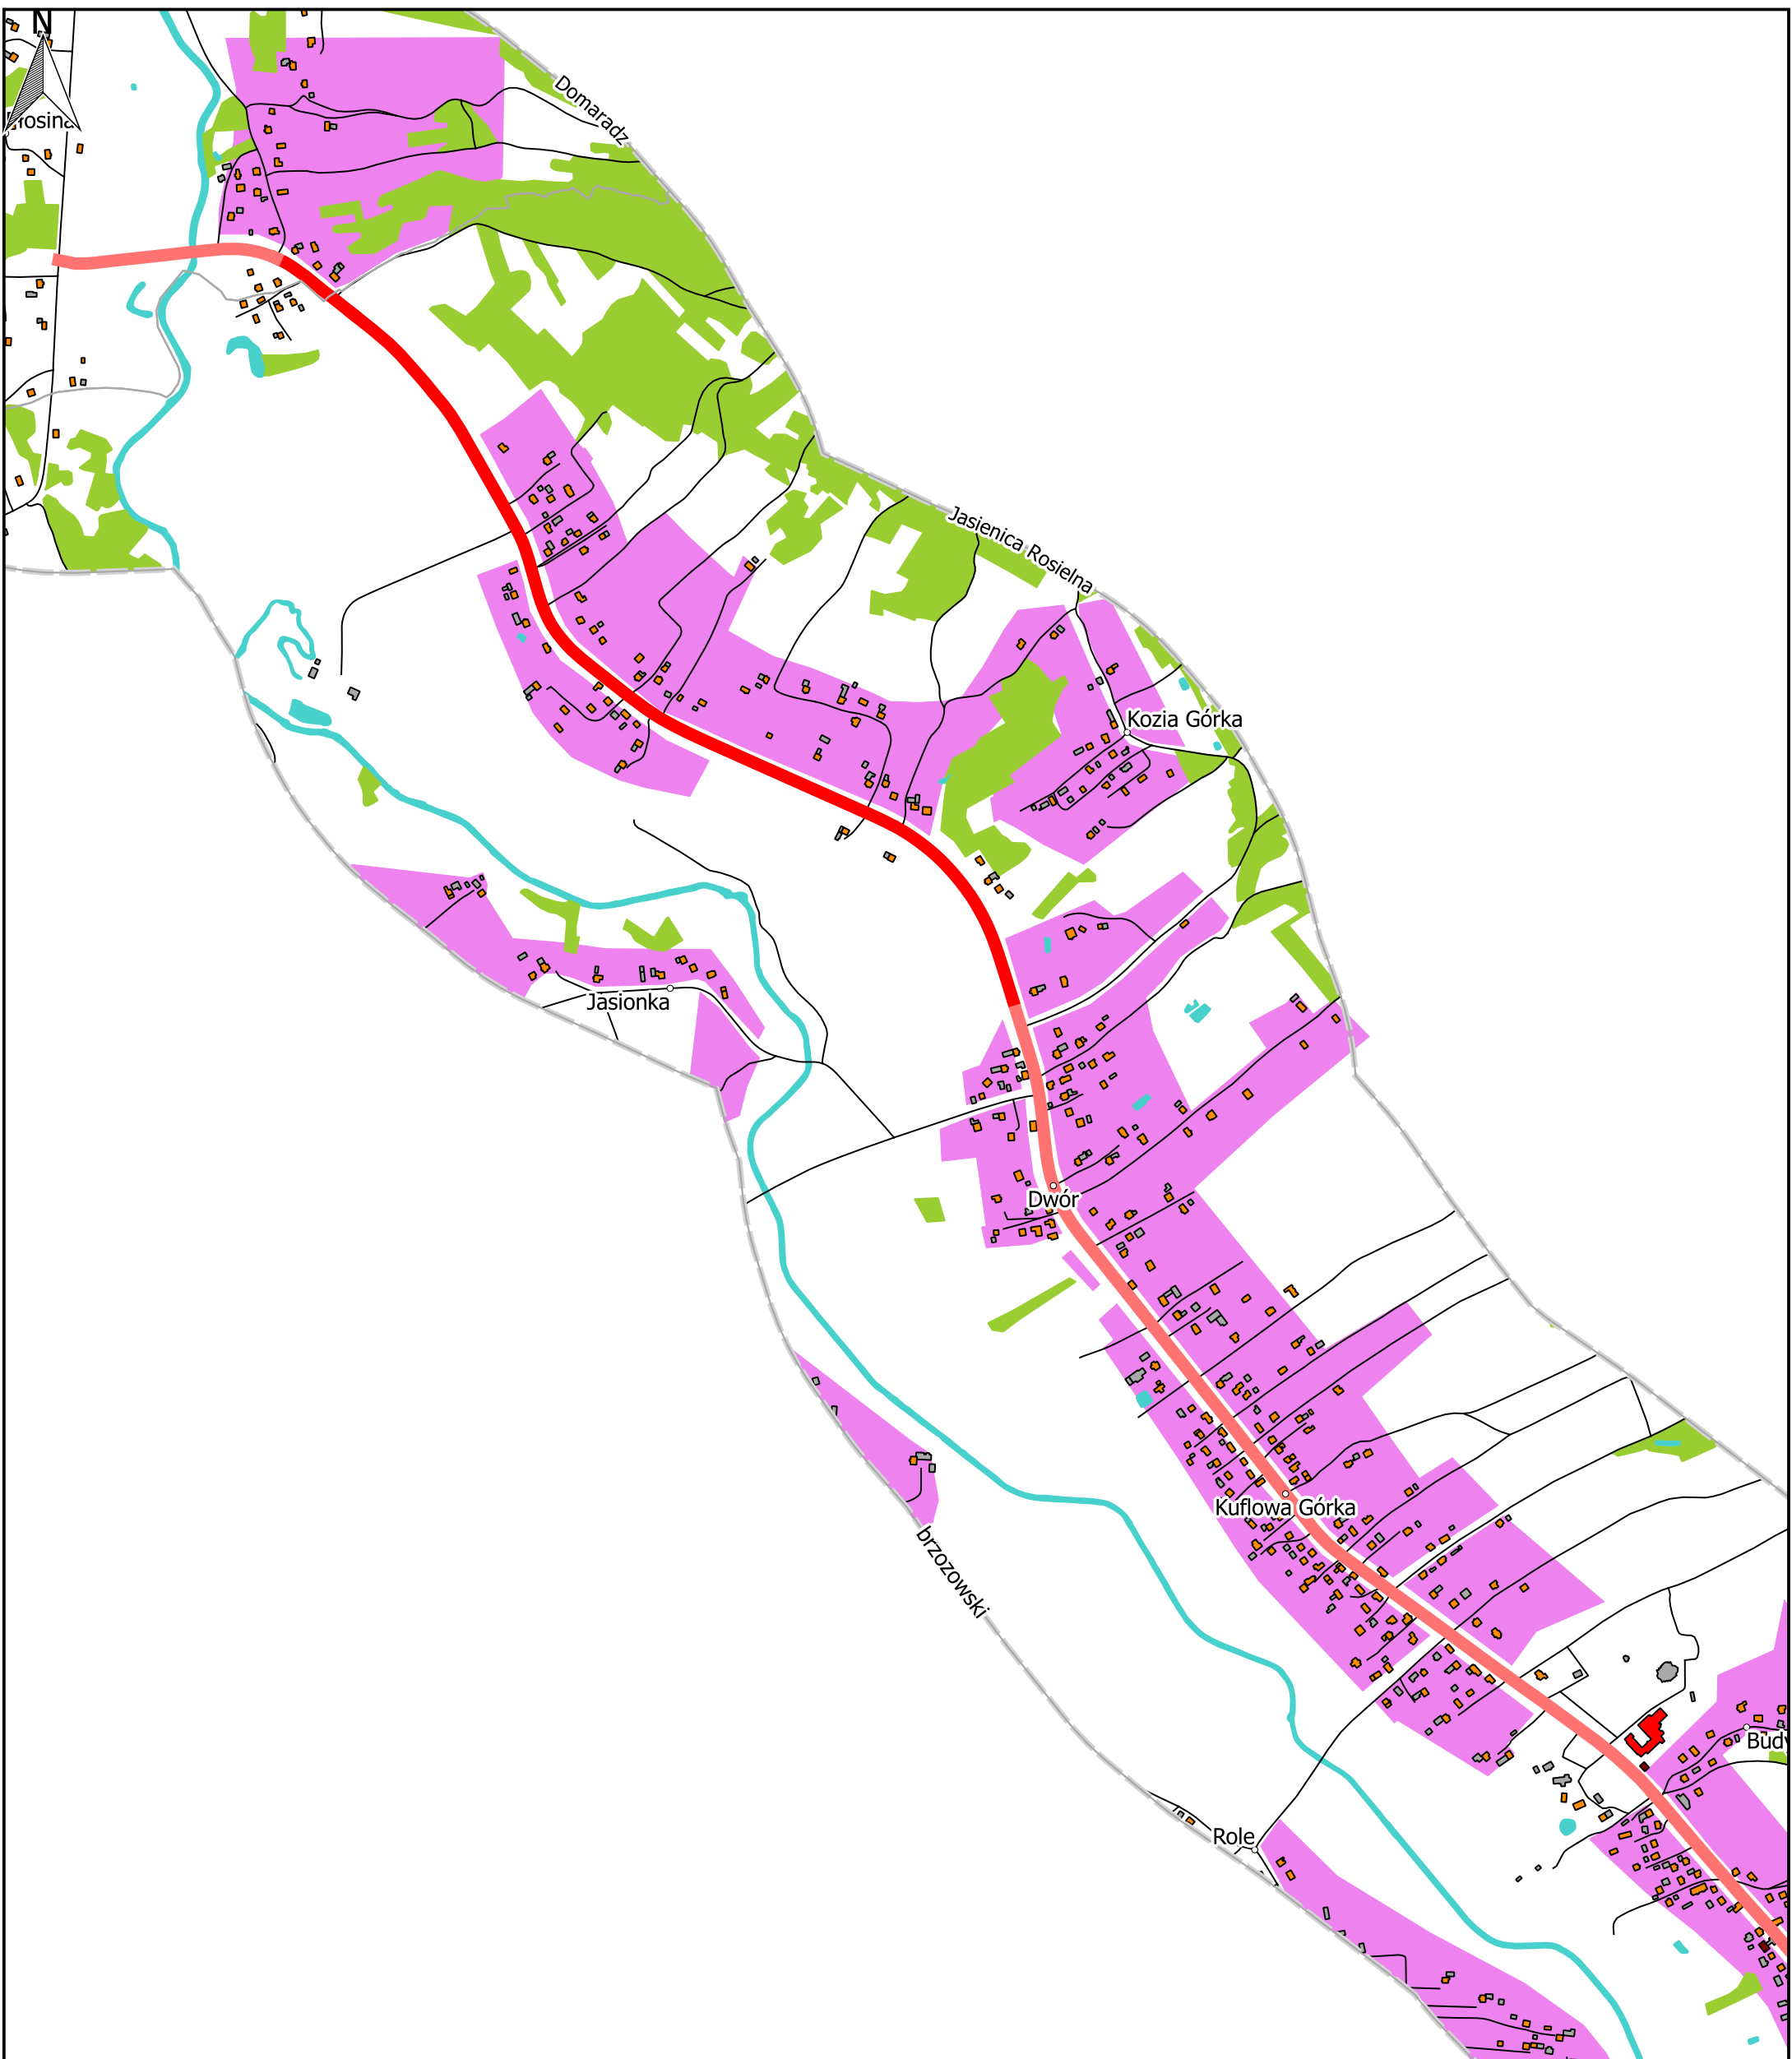 N
Domaradz
Jasienica Rosielna
Kozia Górka
Jasionka
Dwór
Kuflowa Górka
brzozowski
Role